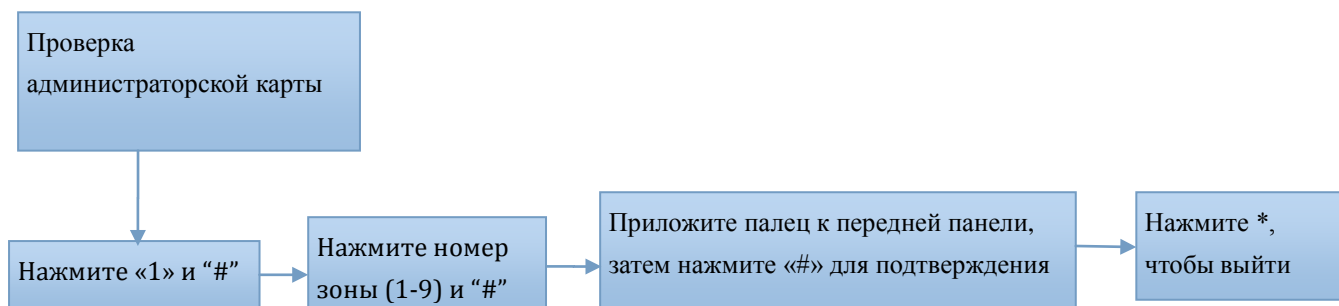 Проверка
администраторской карты
Нажмите «1» и “#”
Нажмите номер
зоны (1-9) и “#”
Приложите палец к передней панели,
затем нажмите «#» для подтверждения
Нажмите *,
чтобы выйти